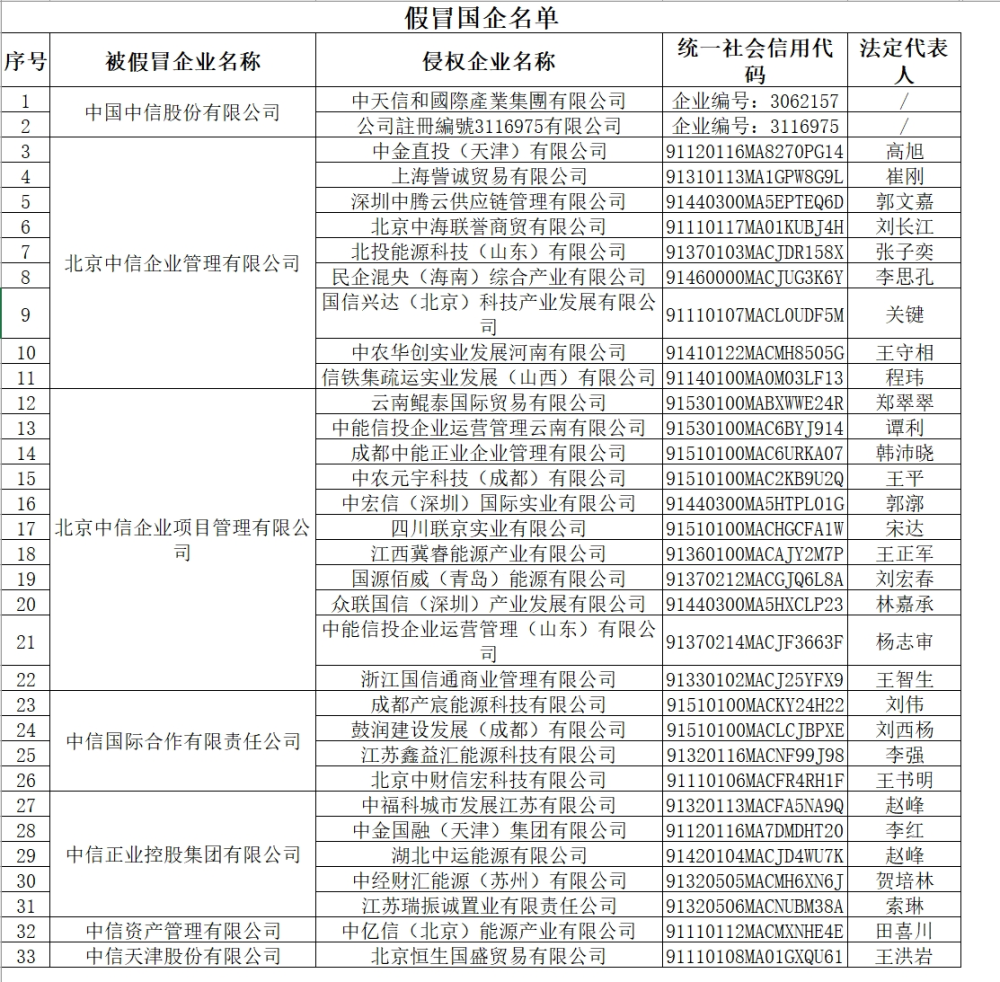 假冒国企名单
序号 被假冒企业名称 侵权企业名称 统一社会信用代码 法定代表人
1 中国中信股份有限公司 中天信和國際產業集團有限公司 企业编号：3062157 /
2 公司註冊編號3116975有限公司 企业编号：3116975 /
3 北京中信企业管理有限公司 中金直投（天津）有限公司 91120116MA8270PG14 高旭
4 上海訾诚贸易有限公司 91310113MA1GPW8G9L 崔刚
5 深圳中腾云供应链管理有限公司 91440300MA5EPTEQ6D 郭文嘉
6 北京中海联誉商贸有限公司 91110117MA01KUBJ4H 刘长江
7 北投能源科技（山东）有限公司 91370103MACJDR158X 张子奕
8 民企混央（海南）综合产业有限公司 91460000MACJUG3K6Y 李思孔
9 国信兴达（北京）科技产业发展有限公司 91110107MACL0UDF5M 关键
10 中农华创实业发展河南有限公司 91410122MACMH8505G 王守相
11 信铁集疏运实业发展（山西）有限公司 91140100MA0M03LF13 程玮
12 北京中信企业项目管理有限公司 云南鲲泰国际贸易有限公司 91530100MABXWWE24R 郑翠翠
13 中能信投企业运营管理云南有限公司 91530100MAC6BYJ914 谭利
14 成都中能正业企业管理有限公司 91510100MAC6URKA07 韩沛晓
15 中农元宇科技（成都）有限公司 91510100MAC2KB9U2Q 王平
16 中宏信（深圳）国际实业有限公司 91440300MA5HTPL01G 郭漷
17 四川联京实业有限公司 91510100MACHGCFA1W 宋达
18 江西冀睿能源产业有限公司 91360100MACAJY2M7P 王正军
19 国源佰威（青岛）能源有限公司 91370212MACGJQ6L8A 刘宏春
20 众联国信（深圳）产业发展有限公司 91440300MA5HXCLP23 林嘉承
21 中能信投企业运营管理（山东）有限公司 91370214MACJF3663F 杨志审
22 浙江国信通商业管理有限公司 91330102MACJ25YFX9 王智生
23 中信国际合作有限责任公司 成都产宸能源科技有限公司 91510100MACKY24H22 刘伟
24 鼓润建设发展（成都）有限公司 91510100MACLCJBPXE 刘西杨
25 江苏鑫益汇能源科技有限公司 91320116MACNF99J98 李强
26 北京中财信宏科技有限公司 91110106MACFR4RH1F 王书明
27 中信正业控股集团有限公司 中福科城市发展江苏有限公司 91320113MACFA5NA9Q 赵峰
28 中金国融（天津）集团有限公司 91120116MA7DMDHT20 李红
29 湖北中运能源有限公司 91420104MACJD4WU7K 赵峰
30 中经财汇能源（苏州）有限公司 91320505MACMH6XN6J 贺培林
31 江苏瑞振诚置业有限责任公司 91320506MACNUBM38A 索琳
32 中信资产管理有限公司 中亿信（北京）能源产业有限公司 91110112MACMXNHE4E 田喜川
33 中信天津股份有限公司 北京恒生国盛贸易有限公司 91110108MA01GXQU61 王洪岩